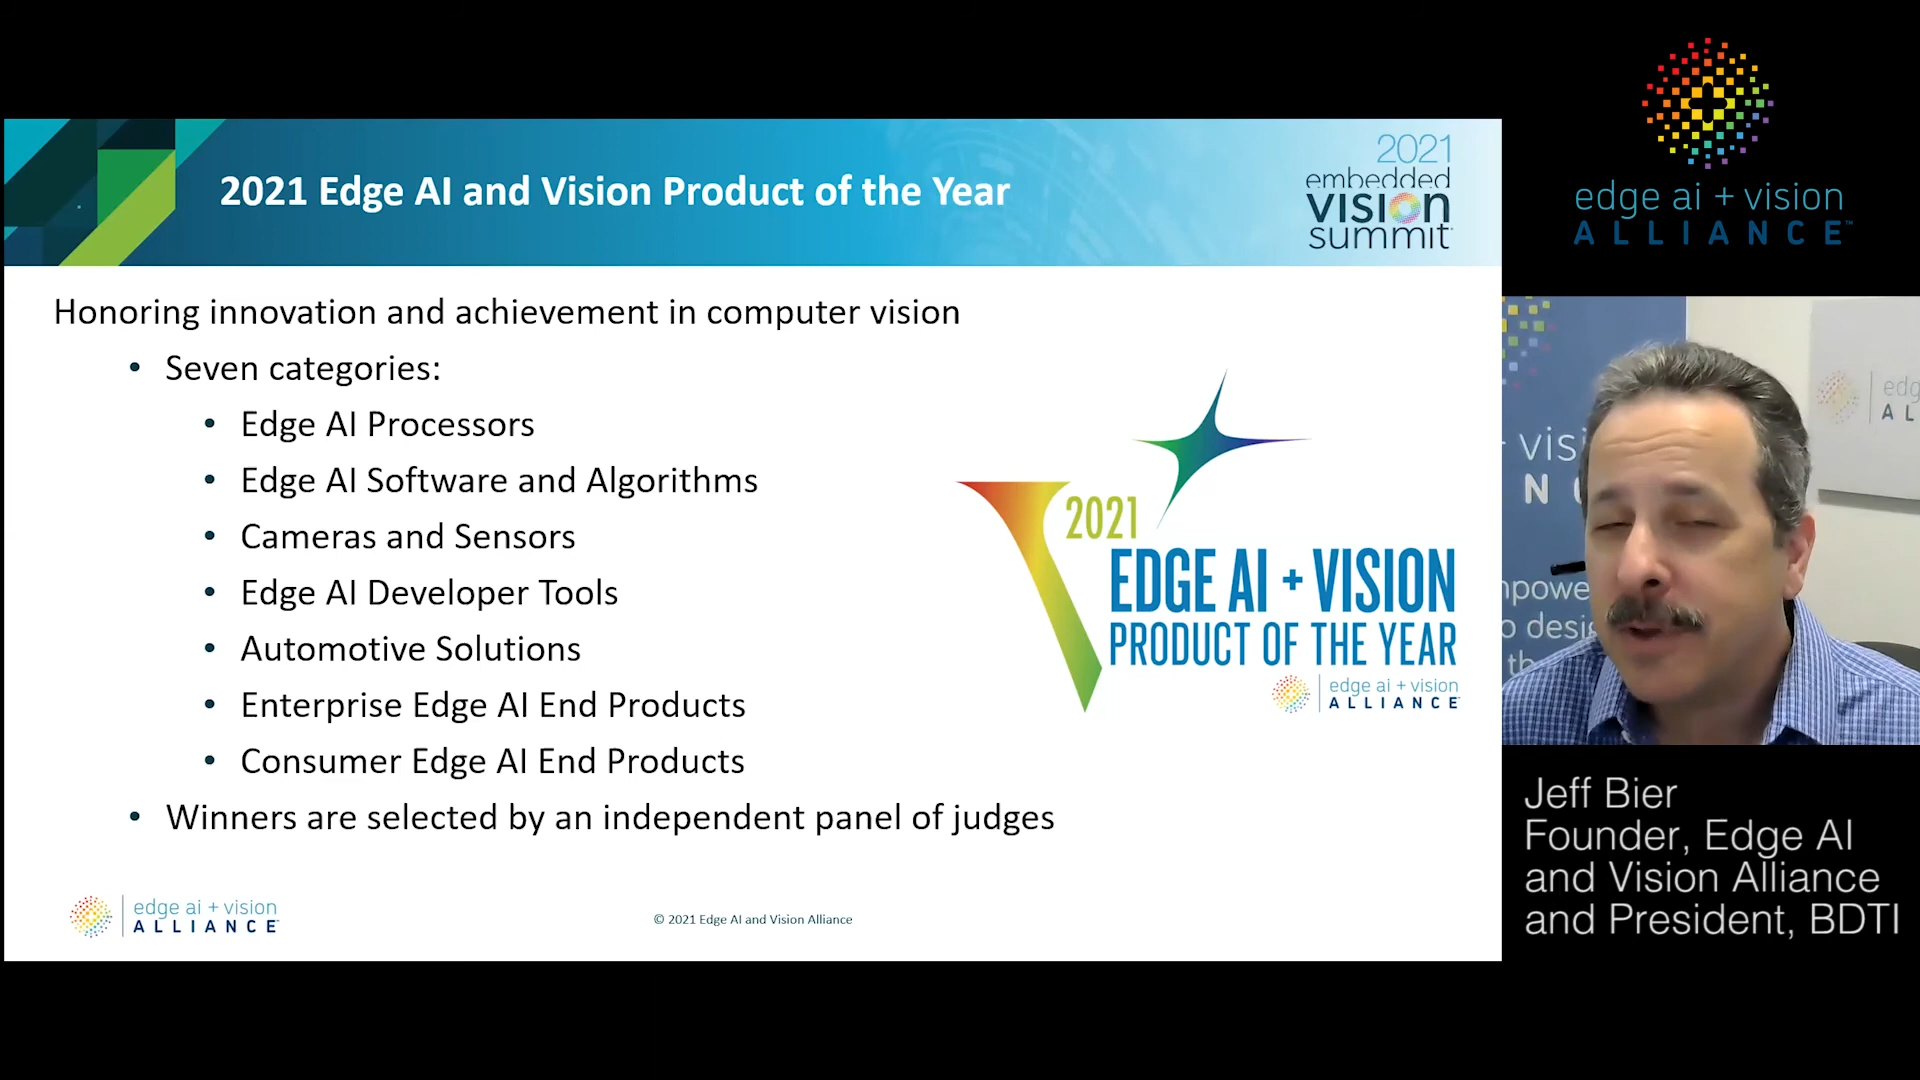 2021 Edge AI and Vision Product of the Year
2021
embedded
vision
summit
Honoring innovation and achievement in computer vision
• Seven categories:
• Edge AI Processors
• Edge AI Software and Algorithms
• Cameras and Sensors
• Edge AI Developer Tools
• Automotive Solutions
• Enterprise Edge AI End Products
• Consumer Edge AI End Products
• Winners are selected by an independent panel of judges
2021
EDGE AI + VISION
PRODUCT OF THE YEAR
edge ai + vision
ALLIANCE
edge ai + vision
ALLIANCE
© 2021 Edge AI and Vision Alliance
edge ai + vision
ALLIANCE™
Jeff Bier
Founder, Edge AI
and Vision Alliance
and President, BDTI